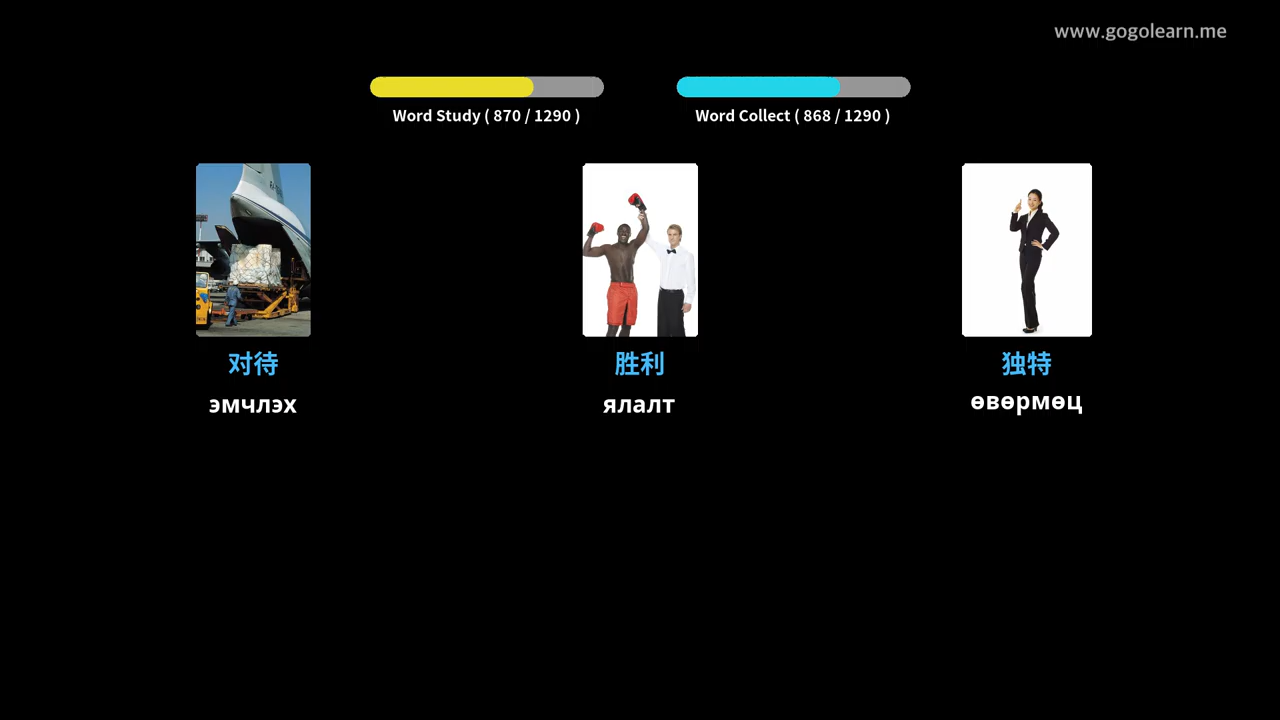 www.gogolearn.me
Word Study ( 870 / 1290 )
Word Collect ( 868 / 1290 )
对待
胜利
独特
эмчлэх
ялалт
өвөрмөц